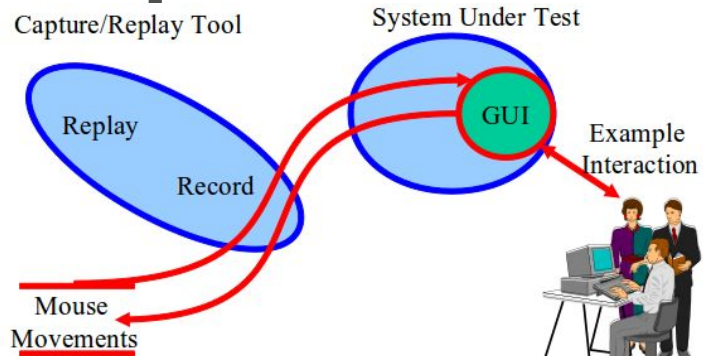 Capture/Replay Tool
System Under Test
Replay
Record
GUI
Example
Interaction
Mouse
Movements